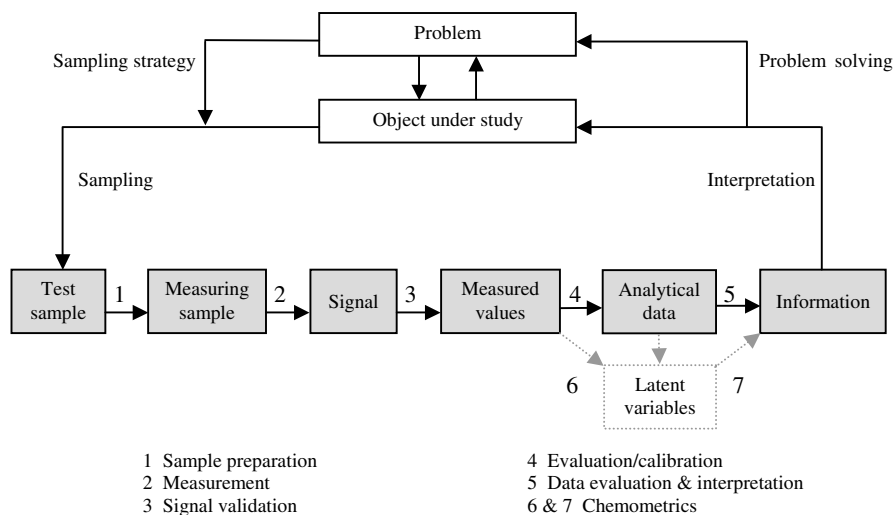 Problem
Sampling strategy
Problem solving
Object under study
Sampling
Interpretation
Test
sample
1
Measuring
sample
2
Signal
3
Measured
values
4
Analytical
data
5
Information
6
Latent
variables
7
1 Sample preparation
2 Measurement
3 Signal validation
4 Evaluation/calibration
5 Data evaluation & interpretation
6 & 7 Chemometrics